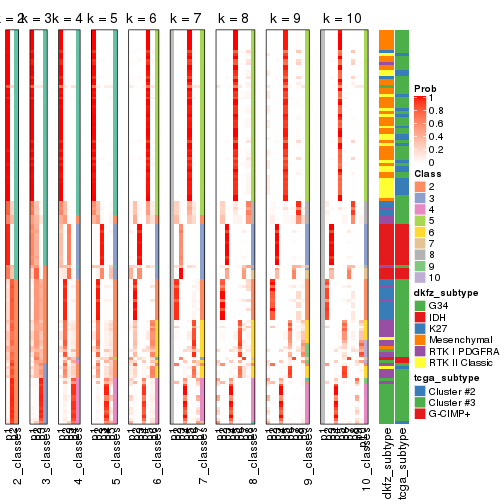 k = 2
k = 3
k = 4
k = 5
k = 6
k = 7
k = 8
k = 9
k = 10
Prob
1
0.8
0.6
0.4
0.2
0
Class
2
3
4
5
6
7
8
9
10
dkfz_subtype
G34
IDH
K27
Mesenchymal
RTK I PDGFRA
RTK II Classic
tcga_subtype
Cluster #2
Cluster #3
G-CIMP+
2_classes
3_classes
4_classes
5_classes
6_classes
7_classes
8_classes
9_classes
10_classes
dkfz_subtype
tcga_subtype